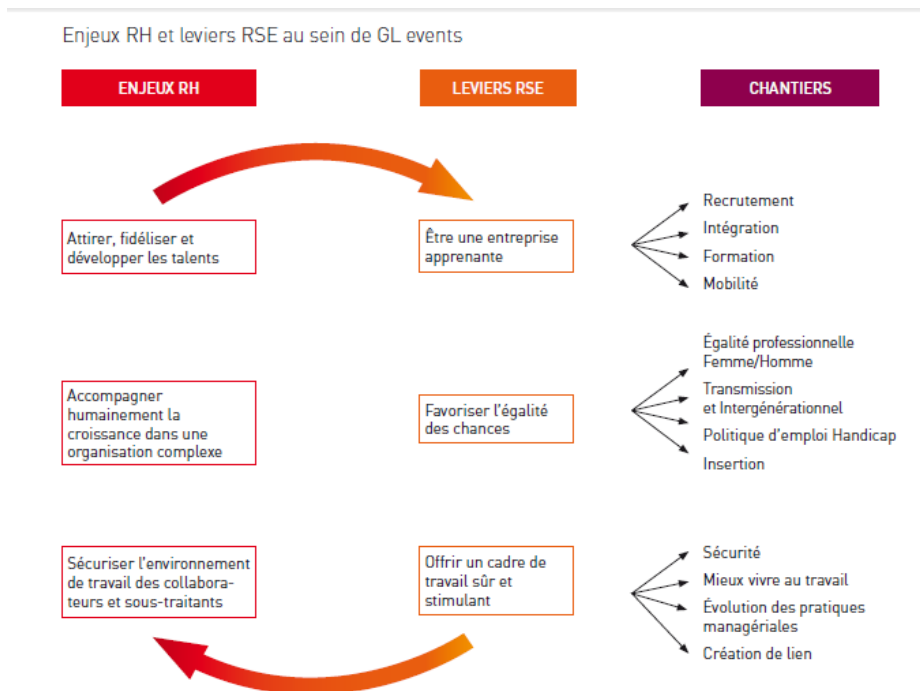 Enjeux RH et leviers RSE au sein de GL events
ENJEUX RH
LEVIERS RSE
CHANTIERS
Attirer, fidéliser et
développer les talents
Être une entreprise
apprenante
Recrutement
Intégration
Formation
Mobilité
Accompagner
humainement la
croissance dans une
organisation complexe
Favoriser l'égalité
des chances
Égalité professionnelle
Femme/Homme
Transmission
et Intergénérationnel
Politique d'emploi Handicap
Insertion
Sécuriser l'environnement
de travail des collabora-
teurs et sous-traitants
Offrir un cadre de
travail sûr et
stimulant
Sécurité
Mieux vivre au travail
Évolution des pratiques
managériales
Création de lien